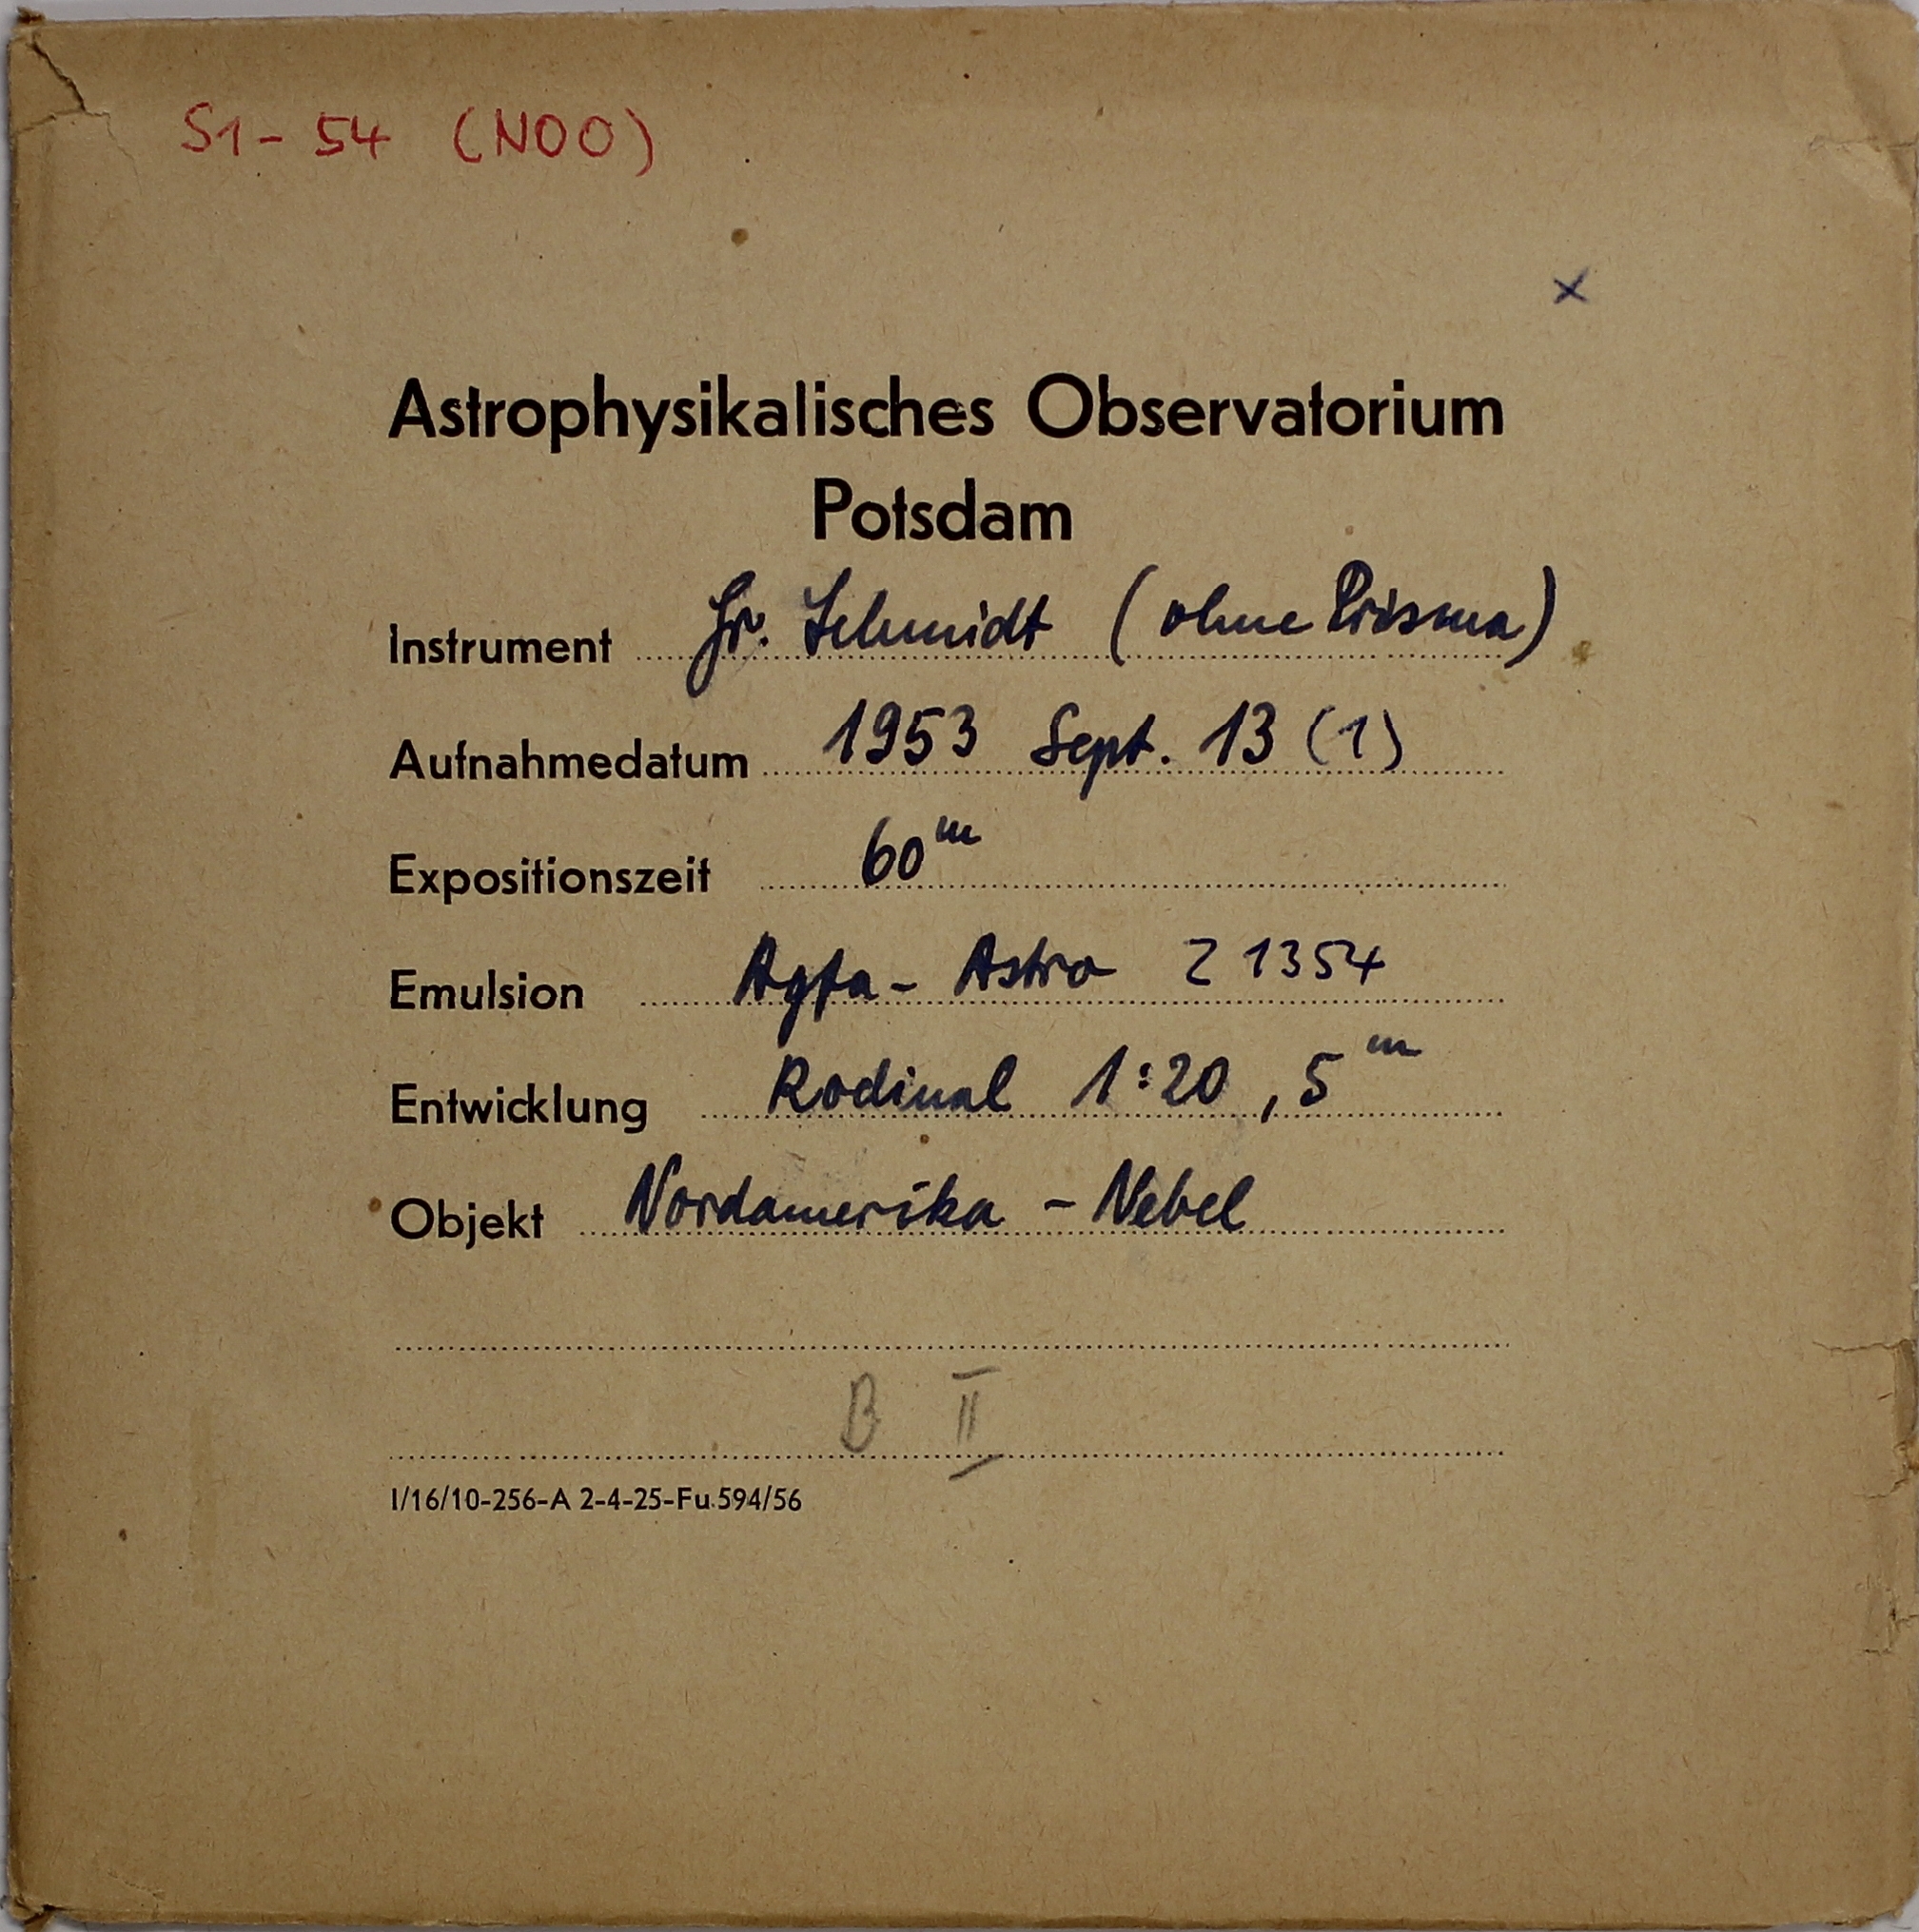 S1 - 54 (NOO)
x
Astrophysikalisches Observatorium
Potsdam
Instrument Gr. Schmidt (ohne Prisma)
Aufnahmedatum 1953 Sept. 13 (1)
Expositionszeit 60m
Emulsion Agfa - Astro Z 1354
Entwicklung Rodinal 1:20, 5m
Objekt Nordamerika - Nebel
B II
I/16/10-256-A 2-4-25-Fu.594/56